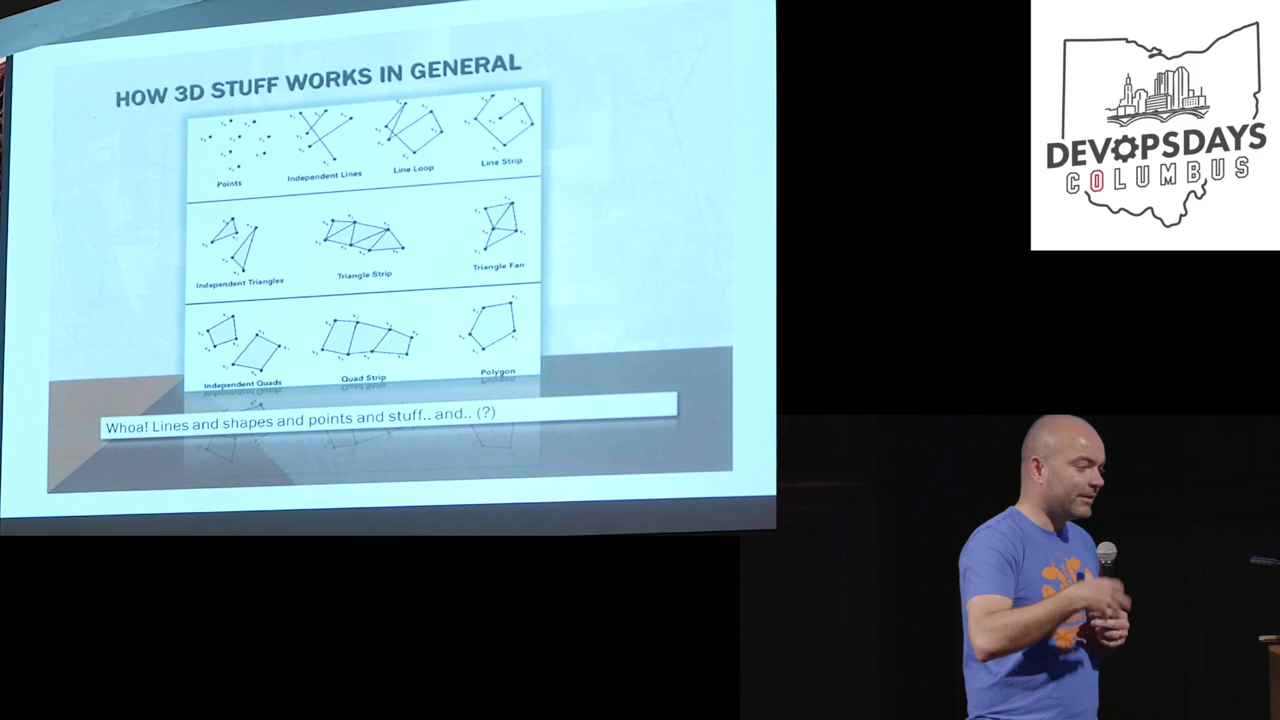 HOW 3D STUFF WORKS IN GENERAL
Points
Independent Lines
Line Loop
Line Strip
Independent Triangles
Triangle Strip
Triangle Fan
Independent Quads
Quad Strip
Polygon
Whoa! Lines and shapes and points and stuff.. and.. (?)
DEVOPSDAYS
COLUMBUS